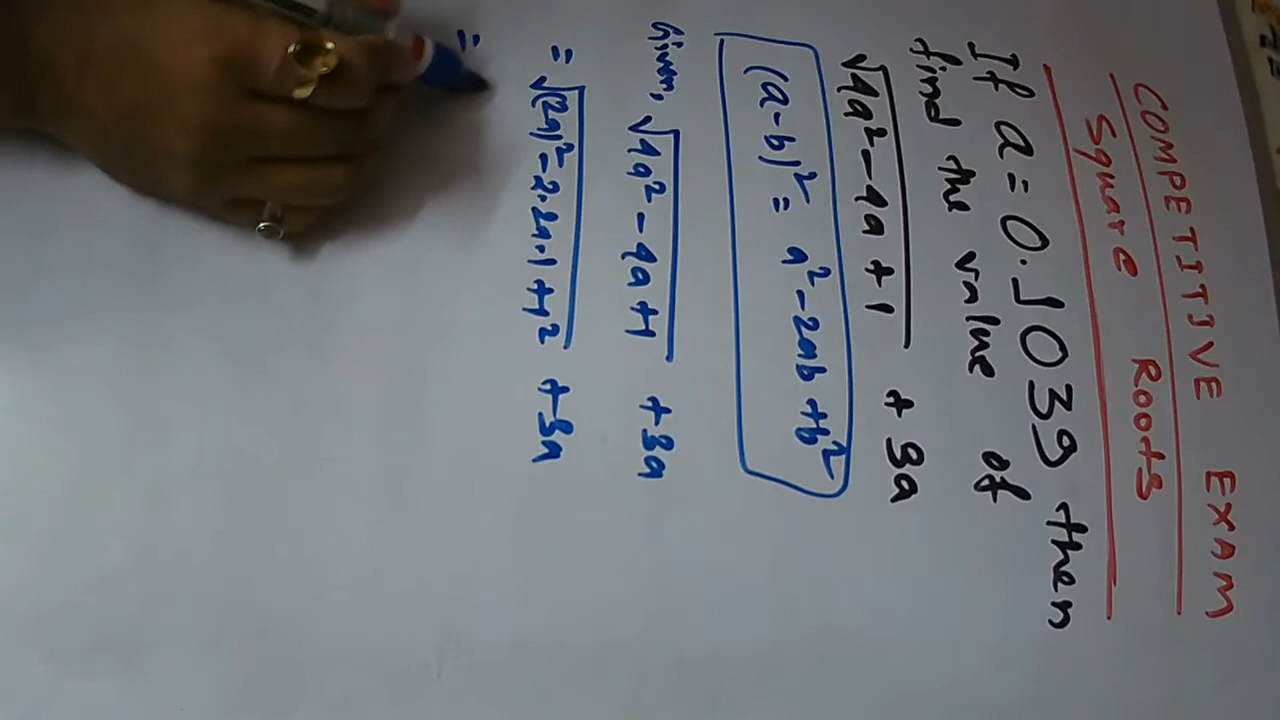 COMPETITIVE EXAM
Square Roots
If a = 0.1039 then
find the value of
√4a² - 4a + 1 + 3a
(a-b)² = a² - 2ab + b²
Given, √4a² - 4a + 1 + 3a
= √(2a)² - 2·2a·1 + 1² + 3a
=